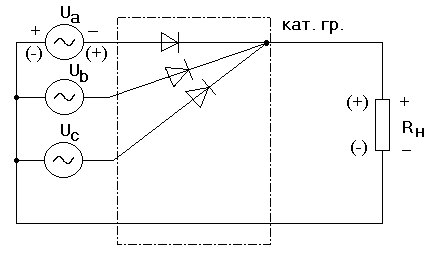 Ua
+ −
(-) (+)
кат. гр.
Ub
Uc
(+) +
Rн
(-) −